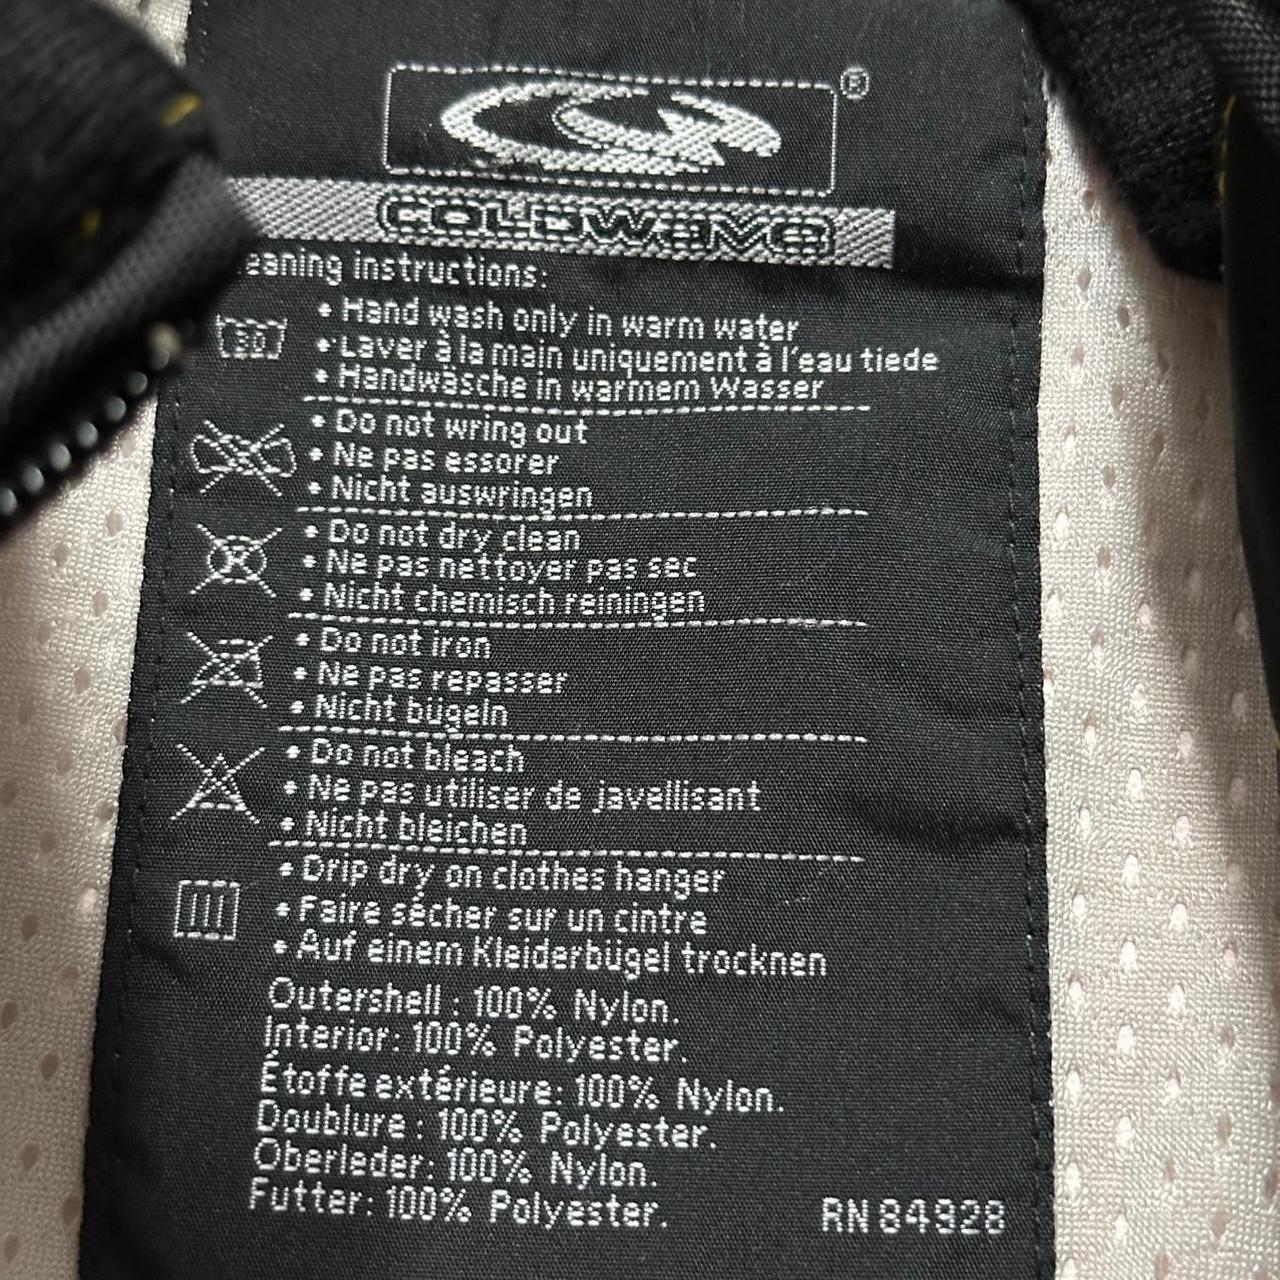 ®
COLDWAVE
eaning instructions:
• Hand wash only in warm water
30
• Laver à la main uniquement à l'eau tiede
• Handwäsche in warmem Wasser
• Do not wring out
• Ne pas essorer
• Nicht auswringen
• Do not dry clean
• Ne pas nettoyer pas sec
• Nicht chemisch reiningen
• Do not iron
• Ne pas repasser
• Nicht bügeln
• Do not bleach
• Ne pas utiliser de javellisant
• Nicht bleichen
• Drip dry on clothes hanger
• Faire sécher sur un cintre
• Auf einem Kleiderbügel trocknen
Outershell : 100% Nylon.
Interior: 100% Polyester.
Étoffe extérieure: 100% Nylon.
Doublure : 100% Polyester.
Oberleder: 100% Nylon.
Futter: 100% Polyester.
RN 84928